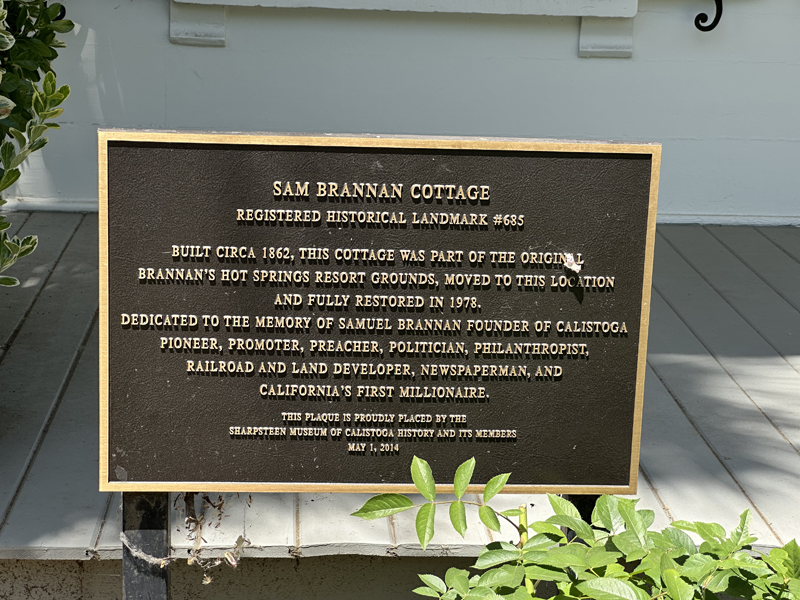 SAM BRANNAN COTTAGE
REGISTERED HISTORICAL LANDMARK #685
BUILT CIRCA 1862, THIS COTTAGE WAS PART OF THE ORIGINAL
BRANNAN'S HOT SPRINGS RESORT GROUNDS, MOVED TO THIS LOCATION
AND FULLY RESTORED IN 1978.
DEDICATED TO THE MEMORY OF SAMUEL BRANNAN FOUNDER OF CALISTOGA
PIONEER, PROMOTER, PREACHER, POLITICIAN, PHILANTHROPIST,
RAILROAD AND LAND DEVELOPER, NEWSPAPERMAN, AND
CALIFORNIA'S FIRST MILLIONAIRE.
THIS PLAQUE IS PROUDLY PLACED BY THE
SHARPSTEEN MUSEUM OF CALISTOGA HISTORY AND ITS MEMBERS
MAY 1, 2014